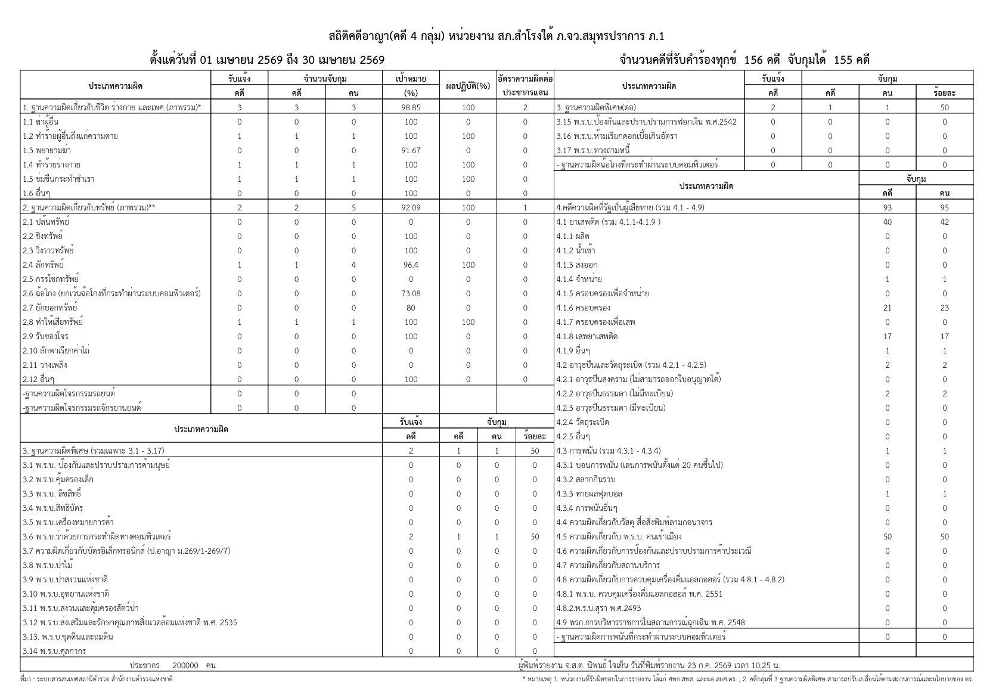 สถิติคดีอาญา(คดี 4 กลุ่ม) หน่วยงาน สภ.สำโรงใต้ ภ.จว.สมุทรปราการ ภ.1
ตั้งแต่วันที่ 01 เมษายน 2569 ถึง 30 เมษายน 2569
จำนวนคดีที่รับคำร้องทุกข์ 156 คดี จับกุมได้ 155 คดี
ประเภทความผิด รับแจ้ง จำนวนจับกุม เป้าหมาย ผลปฏิบัติ(%) อัตราความผิดต่อ
คดี คดี คน (%) ประชากรแสน
1. ฐานความผิดเกี่ยวกับชีวิต ร่างกาย และเพศ (ภาพรวม)* 3 3 3 98.85 100 2
1.1 ฆ่าผู้อื่น 0 0 0 100 0 0
1.2 ทำร้ายผู้อื่นถึงแก่ความตาย 1 1 1 100 100 0
1.3 พยายามฆ่า 0 0 0 91.67 0 0
1.4 ทำร้ายร่างกาย 1 1 1 100 100 0
1.5 ข่มขืนกระทำชำเรา 1 1 1 100 100 0
1.6 อื่นๆ 0 0 0 100 0 0
2. ฐานความผิดเกี่ยวกับทรัพย์ (ภาพรวม)** 2 2 5 92.09 100 1
2.1 ปล้นทรัพย์ 0 0 0 0 0 0
2.2 ชิงทรัพย์ 0 0 0 100 0 0
2.3 วิ่งราวทรัพย์ 0 0 0 100 0 0
2.4 ลักทรัพย์ 1 1 4 96.4 100 0
2.5 กรรโชกทรัพย์ 0 0 0 0 0 0
2.6 ฉ้อโกง (ยกเว้นฉ้อโกงที่กระทำผ่านระบบคอมพิวเตอร์) 0 0 0 73.08 0 0
2.7 ยักยอกทรัพย์ 0 0 0 80 0 0
2.8 ทำให้เสียทรัพย์ 1 1 1 100 100 0
2.9 รับของโจร 0 0 0 100 0 0
2.10 ลักพาเรียกค่าไถ่ 0 0 0 0 0 0
2.11 วางเพลิง 0 0 0 0 0 0
2.12 อื่นๆ 0 0 0 100 0 0
-ฐานความผิดโจรกรรมรถยนต์ 0 0 0
-ฐานความผิดโจรกรรมรถจักรยานยนต์ 0 0 0
ประเภทความผิด รับแจ้ง จับกุม
คดี คดี คน ร้อยละ
3. ฐานความผิดพิเศษ (รวมเฉพาะ 3.1 - 3.17) 2 1 1 50
3.1 พ.ร.บ. ป้องกันและปราบปรามการค้ามนุษย์ 0 0 0 0
3.2 พ.ร.บ.คุ้มครองเด็ก 0 0 0 0
3.3 พ.ร.บ. ลิขสิทธิ์ 0 0 0 0
3.4 พ.ร.บ.สิทธิบัตร 0 0 0 0
3.5 พ.ร.บ.เครื่องหมายการค้า 0 0 0 0
3.6 พ.ร.บ.ว่าด้วยการกระทำผิดทางคอมพิวเตอร์ 2 1 1 50
3.7 ความผิดเกี่ยวกับบัตรอิเล็กทรอนิกส์ (ป.อาญา ม.269/1-269/7) 0 0 0 0
3.8 พ.ร.บ.ป่าไม้ 0 0 0 0
3.9 พ.ร.บ.ป่าสงวนแห่งชาติ 0 0 0 0
3.10 พ.ร.บ.อุทยานแห่งชาติ 0 0 0 0
3.11 พ.ร.บ.สงวนและคุ้มครองสัตว์ป่า 0 0 0 0
3.12 พ.ร.บ.ส่งเสริมและรักษาคุณภาพสิ่งแวดล้อมแห่งชาติ พ.ศ. 2535 0 0 0 0
3.13. พ.ร.บ.ขุดดินและถมดิน 0 0 0 0
3.14 พ.ร.บ.ศุลกากร 0 0 0 0
ประเภทความผิด รับแจ้ง จับกุม
คดี คดี คน ร้อยละ
3. ฐานความผิดพิเศษ(ต่อ) 2 1 1 50
3.15 พ.ร.บ.ป้องกันและปราบปรามการฟอกเงิน พ.ศ.2542 0 0 0 0
3.16 พ.ร.บ.ห้ามเรียกดอกเบี้ยเกินอัตรา 0 0 0 0
3.17 พ.ร.บ.ทวงถามหนี้ 0 0 0 0
- ฐานความผิดฉ้อโกงที่กระทำผ่านระบบคอมพิวเตอร์ 0 0 0 0
ประเภทความผิด จับกุม
คดี คน
4.คดีความผิดที่รัฐเป็นผู้เสียหาย (รวม 4.1 - 4.9) 93 95
4.1 ยาเสพติด (รวม 4.1.1-4.1.9 ) 40 42
4.1.1 ผลิต 0 0
4.1.2 นำเข้า 0 0
4.1.3 ส่งออก 0 0
4.1.4 จำหน่าย 1 1
4.1.5 ครอบครองเพื่อจำหน่าย 0 0
4.1.6 ครอบครอง 21 23
4.1.7 ครอบครองเพื่อเสพ 0 0
4.1.8 เสพยาเสพติด 17 17
4.1.9 อื่นๆ 1 1
4.2 อาวุธปืนและวัตถุระเบิด (รวม 4.2.1 - 4.2.5) 2 2
4.2.1 อาวุธปืนสงคราม (ไม่สามารถออกใบอนุญาตได้) 0 0
4.2.2 อาวุธปืนธรรมดา (ไม่มีทะเบียน) 2 2
4.2.3 อาวุธปืนธรรมดา (มีทะเบียน) 0 0
4.2.4 วัตถุระเบิด 0 0
4.2.5 อื่นๆ 0 0
4.3 การพนัน (รวม 4.3.1 - 4.3.4) 1 1
4.3.1 บ่อนการพนัน (เล่นการพนันตั้งแต่ 20 คนขึ้นไป) 0 0
4.3.2 สลากกินรวบ 0 0
4.3.3 ทายผลฟุตบอล 1 1
4.3.4 การพนันอื่นๆ 0 0
4.4 ความผิดเกี่ยวกับวัสดุ สื่อสิ่งพิมพ์ลามกอนาจาร 0 0
4.5 ความผิดเกี่ยวกับ พ.ร.บ. คนเข้าเมือง 50 50
4.6 ความผิดเกี่ยวกับการป้องกันและปราบปรามการค้าประเวณี 0 0
4.7 ความผิดเกี่ยวกับสถานบริการ 0 0
4.8 ความผิดเกี่ยวกับการควบคุมเครื่องดื่มแอลกอฮอร์ (รวม 4.8.1 - 4.8.2) 0 0
4.8.1 พ.ร.บ. ควบคุมเครื่องดื่มแอลกอฮอล์ พ.ศ. 2551 0 0
4.8.2.พ.ร.บ.สุรา พ.ศ.2493 0 0
4.9 พรก.การบริหารราชการในสถานการณ์ฉุกเฉิน พ.ศ. 2548 0 0
- ฐานความผิดการพนันที่กระทำผ่านระบบคอมพิวเตอร์ 0 0
ประชากร 200000 คน
ผู้พิมพ์รายงาน จ.ส.ต. นิพนธ์ ใจเย็น วันที่พิมพ์รายงาน 23 ก.ค. 2569 เวลา 10:25 น.
ที่มา : ระบบสารสนเทศสถานีตำรวจ สำนักงานตำรวจแห่งชาติ
* หมายเหตุ 1. หน่วยงานที่รับผิดชอบในการรายงาน ได้แก่ ศทก.สทส. และผอ.สยศ.ตร. , 2. คดีกลุ่มที่ 3 ฐานความผิดพิเศษ สามารถปรับเปลี่ยนได้ตามสถานการณ์และนโยบายของ ตร.